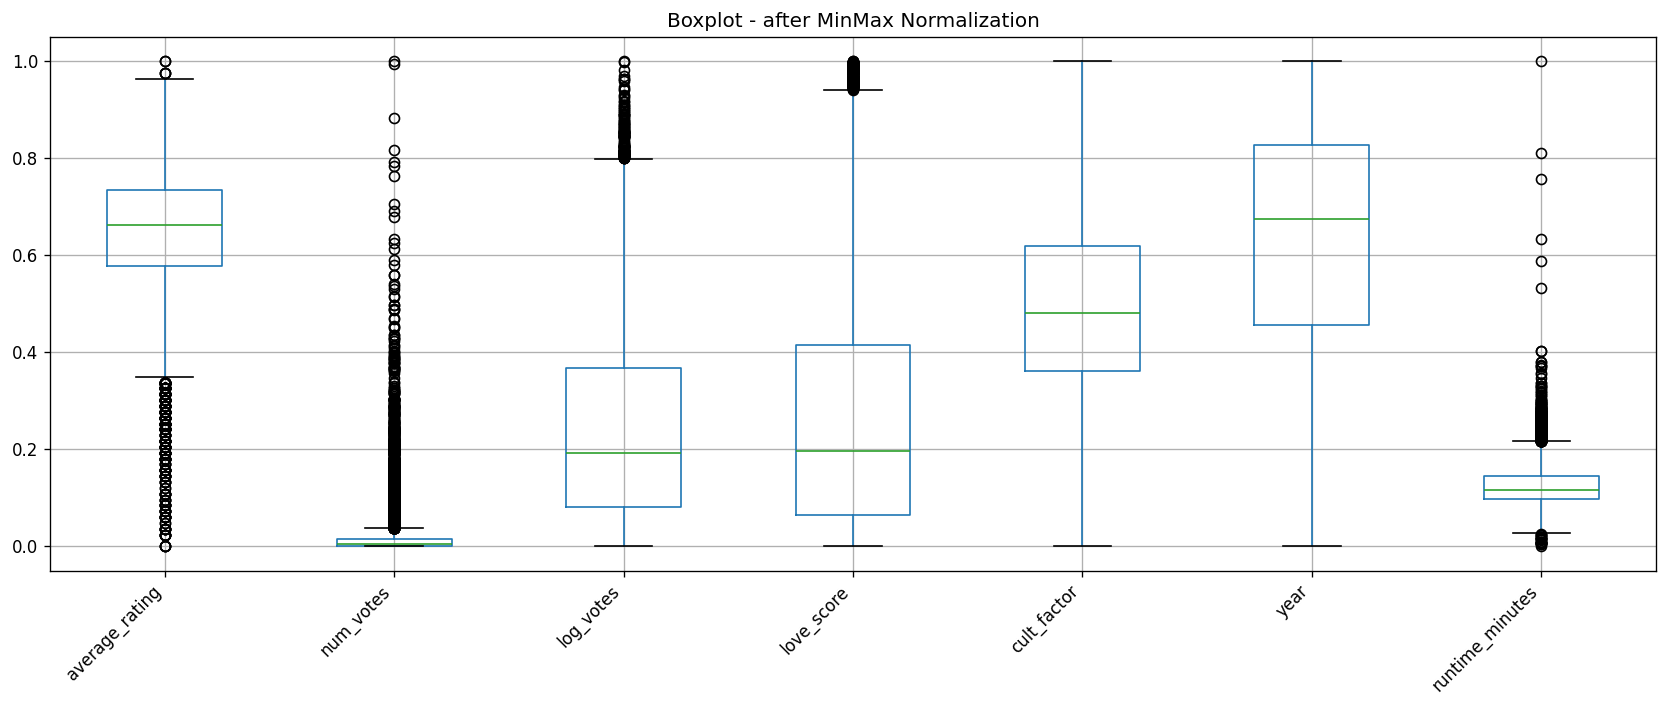 Boxplot - after MinMax Normalization
1.0
0.8
0.6
0.4
0.2
0.0
average_rating
num_votes
log_votes
love_score
cult_factor
year
runtime_minutes